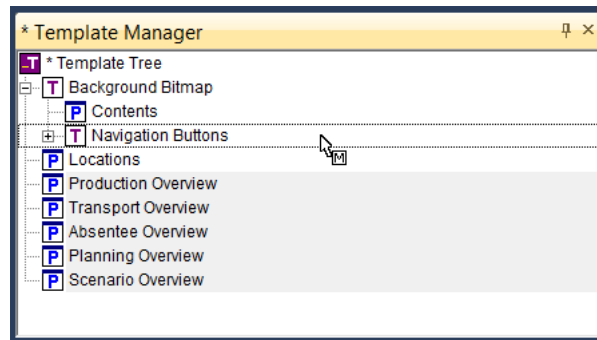 * Template Manager
T * Template Tree
T Background Bitmap
P Contents
T Navigation Buttons
M
P Locations
P Production Overview
P Transport Overview
P Absentee Overview
P Planning Overview
P Scenario Overview